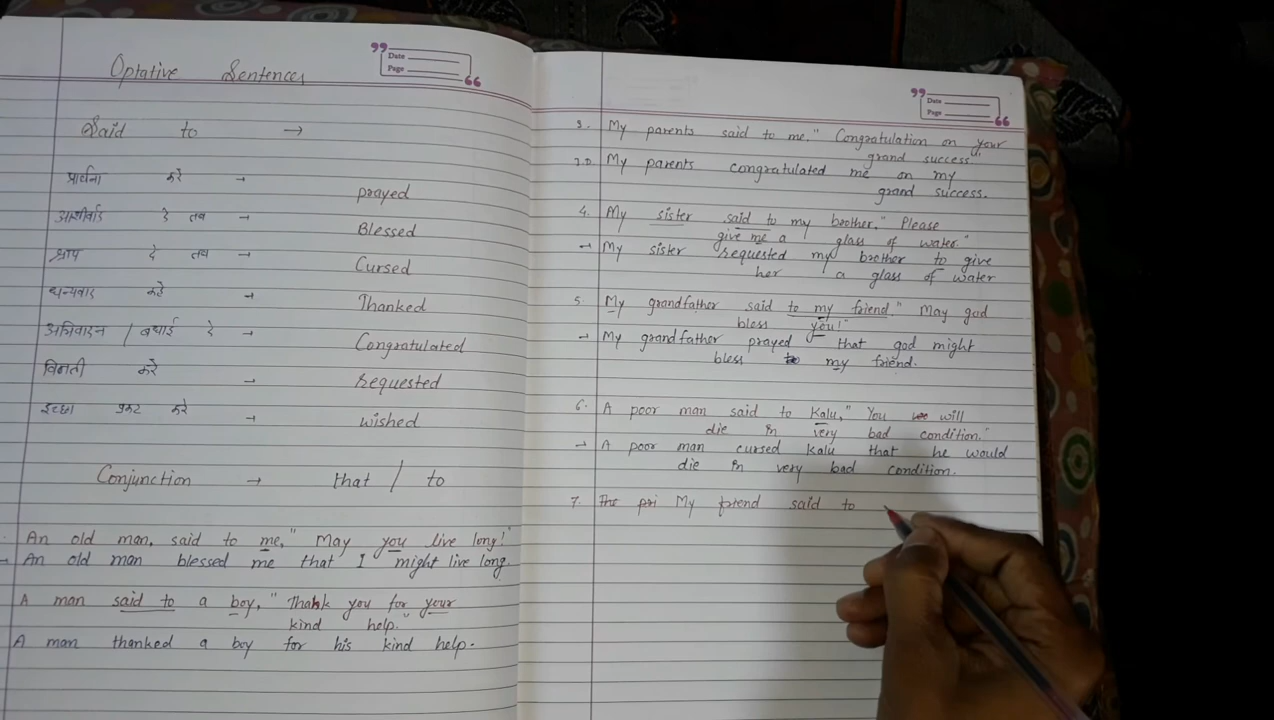 Optative Sentences
Date
Page
Said to →
प्रार्थना करे → prayed
आशीर्वाद दे तब → Blessed
श्राप दे तब → Cursed
धन्यवाद करे → Thanked
अभिवादन / बधाई दे → Congratulated
विनती करे → requested
इच्छा प्रकट करे → wished
Conjunction → that / to
An old man, said to me, " May you live long!"
→ An old man blessed me that I might live long.
A man said to a boy, " Thank you for your
kind help.
A man thanked a boy for his kind help.
Date
Page
3. My parents said to me." Congratulation on your
grand success".
My parents congratulated me on my
grand success.
4. My sister said to my brother." Please
give me a glass of water."
→ My sister requested my brother to give
her a glass of water
5. My grandfather said to my friend." May god
bless you!"
→ My grandfather prayed that god might
bless my friend.
6. A poor man said to Kalu," You will
die in very bad condition."
→ A poor man cursed Kalu that he would
die in very bad condition.
7. The pri My friend said to